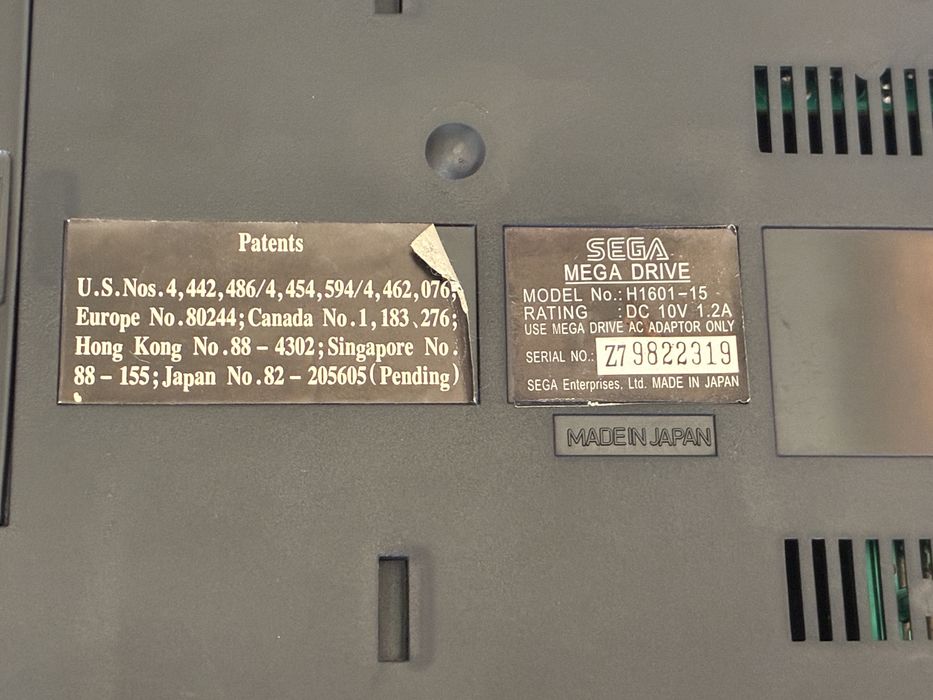 Patents
U.S.Nos.4,442,486/4,454,594/4,462,076;
Europe No.80244;Canada No.1,183,276;
Hong Kong No.88-4302;Singapore No.
88-155;Japan No.82-205605(Pending)
SEGA
MEGA DRIVE
MODEL No.:H1601-15
RATING :DC 10V 1.2A
USE MEGA DRIVE AC ADAPTOR ONLY
SERIAL NO.: Z79822319
SEGA Enterprises, Ltd. MADE IN JAPAN
MADE IN JAPAN